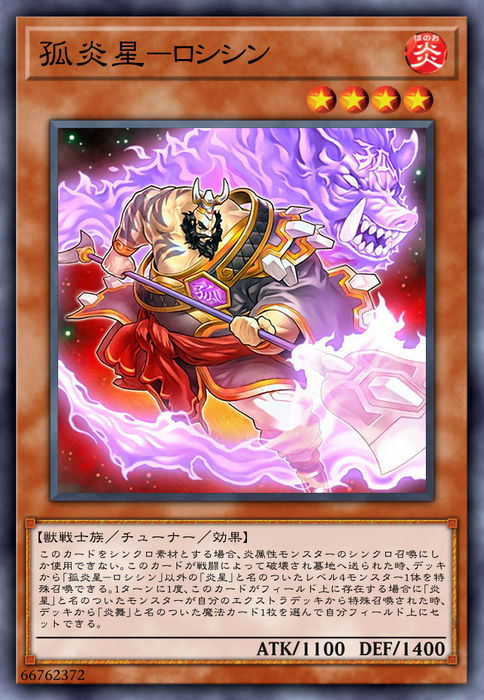 孤炎星－ロシシン
ほのお
炎
孤
【獣戦士族／チューナー／効果】
このカードをシンクロ素材とする場合、炎属性モンスターのシンクロ召喚にし
か使用できない。このカードが戦闘によって破壊され墓地へ送られた時、デッキ
から「孤炎星－ロシシン」以外の「炎星」と名のついたレベル4モンスター1体を特
殊召喚できる。1ターンに1度、このカードがフィールド上に存在する場合に「炎
星」と名のついたモンスターが自分のエクストラデッキから特殊召喚された時、
デッキから「炎舞」と名のついた魔法カード1枚を選んで自分フィールド上にセ
ットできる。
ATK/1100 DEF/1400
66762372